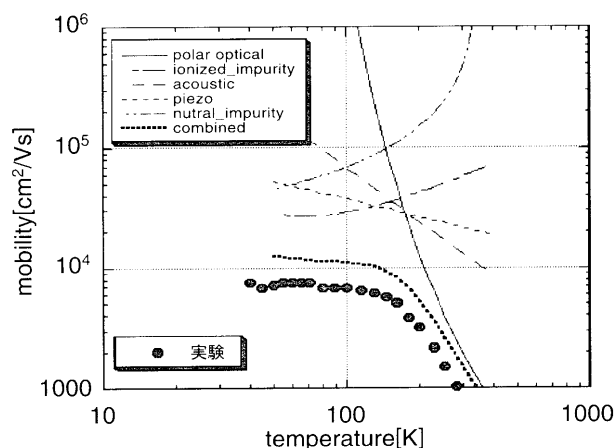 10⁶
polar optical
ionized_impurity
acoustic
piezo
nutral_impurity
combined
10⁵
mobility[cm²/Vs]
10⁴
実験
1000
10
100
1000
temperature[K]